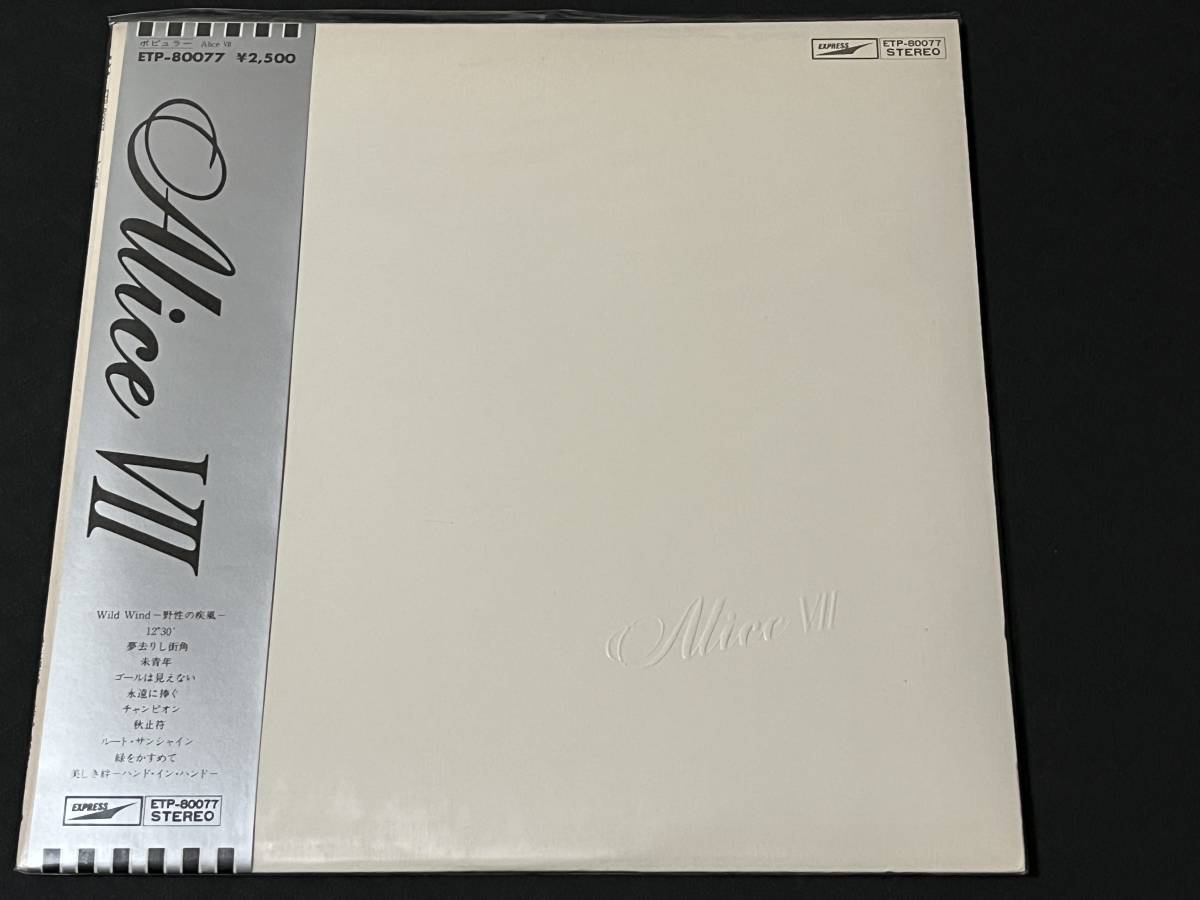 ポピュラー Alice VII
ETP-80077 ¥2,500
Alice VII
Wild Wind-野性の疾風-
12°30'
夢去りし街角
未青年
ゴールは見えない
永遠に捧ぐ
チャンピオン
秋止符
ルート・サンシャイン
緑をかすめて
美しき絆-ハンド・イン・ハンド-
EXPRESS
ETP-80077
STEREO
EXPRESS
ETP-80077
STEREO
Alice VII